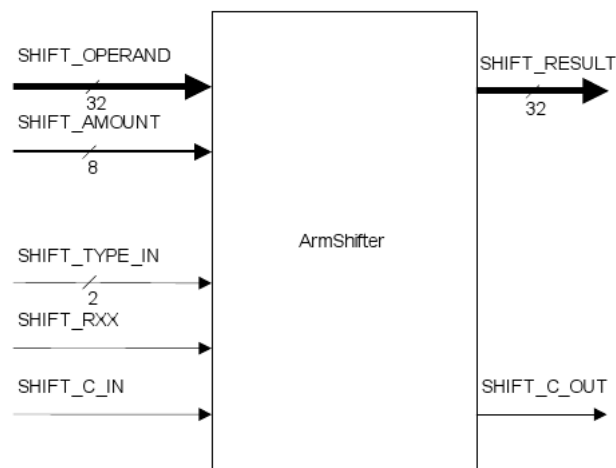 SHIFT_OPERAND
32
SHIFT_AMOUNT
8
SHIFT_TYPE_IN
2
SHIFT_RXX
SHIFT_C_IN
ArmShifter
SHIFT_RESULT
32
SHIFT_C_OUT